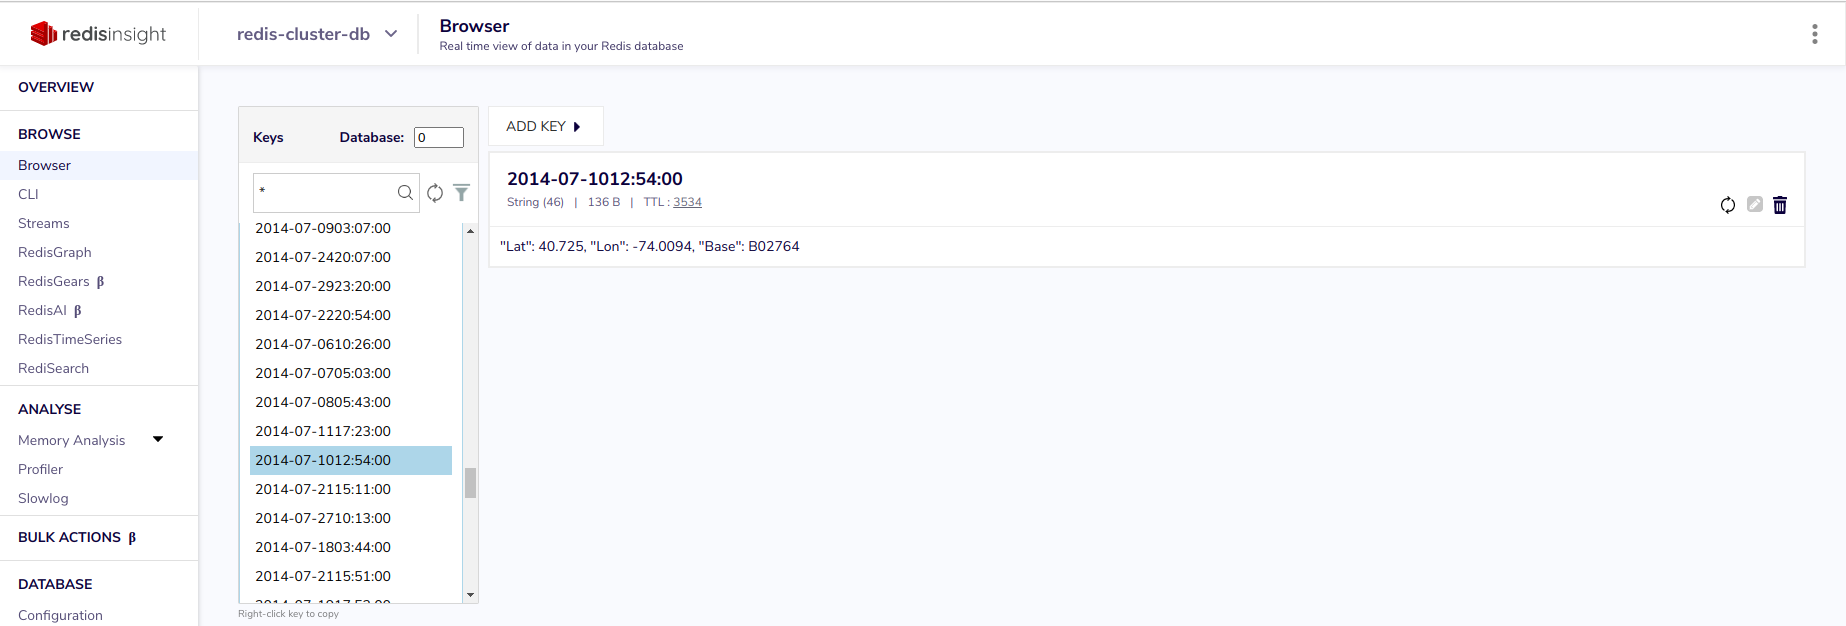 redisinsight
redis-cluster-db
Browser
Real time view of data in your Redis database
OVERVIEW
BROWSE
Browser
CLI
Streams
RedisGraph
RedisGears β
RedisAI β
RedisTimeSeries
RediSearch
ANALYSE
Memory Analysis
Profiler
Slowlog
BULK ACTIONS β
DATABASE
Configuration
Keys Database: 0
*
2014-07-0903:07:00
2014-07-2420:07:00
2014-07-2923:20:00
2014-07-2220:54:00
2014-07-0610:26:00
2014-07-0705:03:00
2014-07-0805:43:00
2014-07-1117:23:00
2014-07-1012:54:00
2014-07-2115:11:00
2014-07-2710:13:00
2014-07-1803:44:00
2014-07-2115:51:00
Right-click key to copy
ADD KEY
2014-07-1012:54:00
String (46) | 136 B | TTL : 3534
"Lat": 40.725, "Lon": -74.0094, "Base": B02764